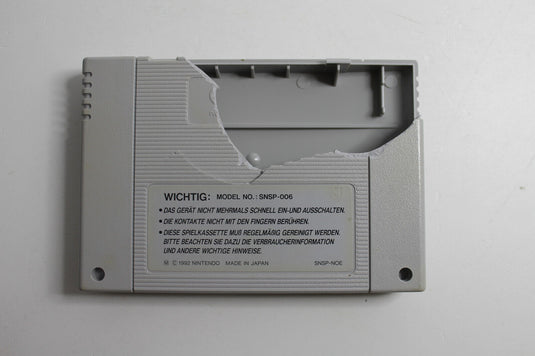 WICHTIG: MODEL NO.: SNSP-006
• DAS GERÄT NICHT MEHRMALS SCHNELL EIN-UND AUSSCHALTEN.
• DIE KONTAKTE NICHT MIT DEN FINGERN BERÜHREN.
• DIESE SPIELKASSETTE MUß REGELMÄßIG GEREINIGT WERDEN.
BITTE BEACHTEN SIE DAZU DIE VERBRAUCHERINFORMATION
UND ANDERE WICHTIGE HINWEISE.
Ⓜ © 1992 NINTENDO MADE IN JAPAN SNSP-NOE